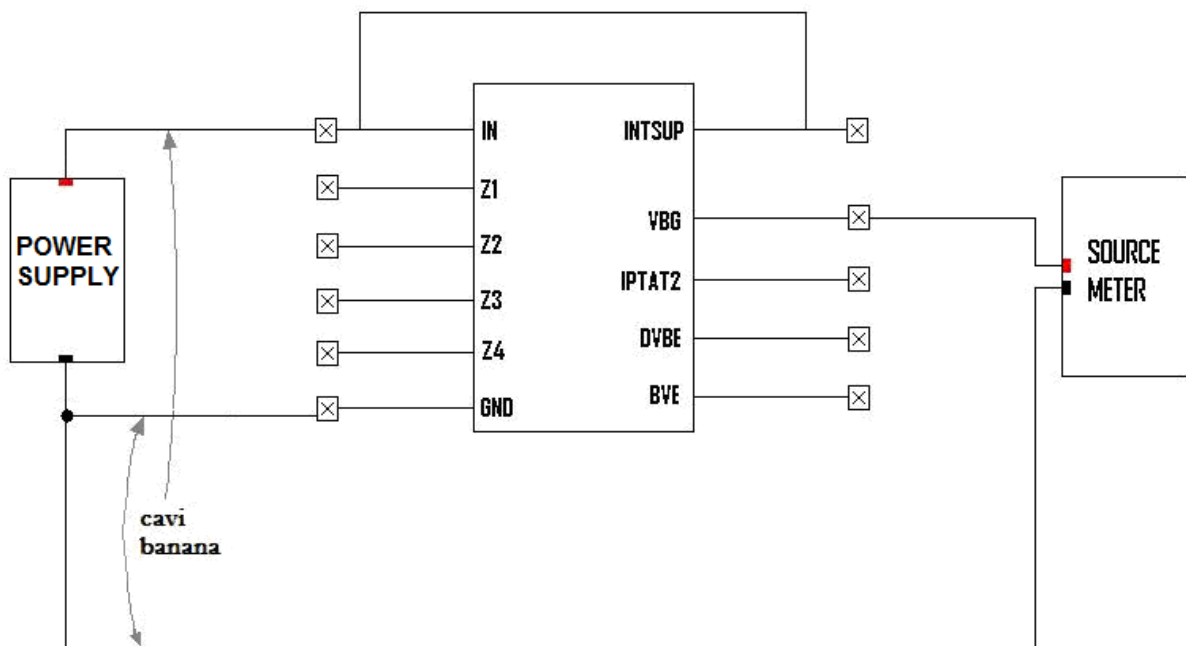 IN
INTSUP
Z1
VBG
POWER
SUPPLY
Z2
SOURCE
METER
IPTAT2
Z3
DVBE
Z4
BVE
GND
cavi
banana